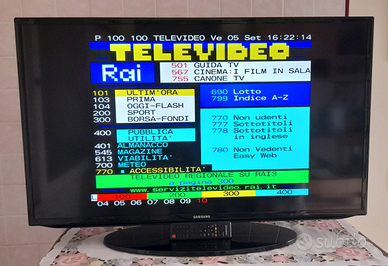 P 100 100 TELEVIDEO Ve 05 Set 16:22:14
TELEVIDEO
Rai
501 GUIDA TV
567 CINEMA:I FILM IN SALA
755 CANONE TV
101 ULTIM'ORA
103 PRIMA
104 OGGI-FLASH
200 SPORT
300 BORSA-FONDI
690 Lotto
799 Indice A-Z
400 PUBBLICA
UTILITA'
401 ALMANACCO
545 MAGAZINE
613 VIABILITA'
700 METEO
770 ACCESSIBILITA'
770 Non udenti
777 Sottotitoli
778 Sottotitoli
in inglese
780 Non Vedenti
Easy Web
TELEVIDEO REGIONALE SU RAI3
a pagina 300
www.servizitelevideo.rai.it
200 300 400
04 05 06 07 08 09 10
SAMSUNG
subito